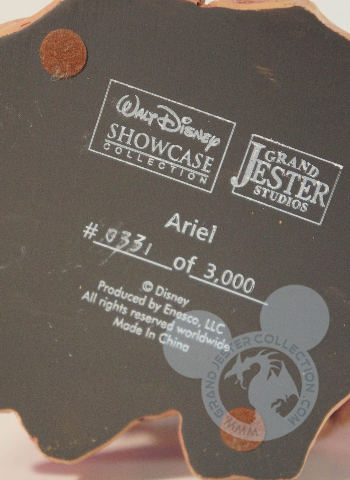 Walt Disney
SHOWCASE
COLLECTION
GRAND
JESTER
STUDIOS
Ariel
# 0331 of 3,000
© Disney
Produced by Enesco, LLC
All rights reserved worldwide.
Made In China
WWW.GRANDJESTERCOLLECTION.COM